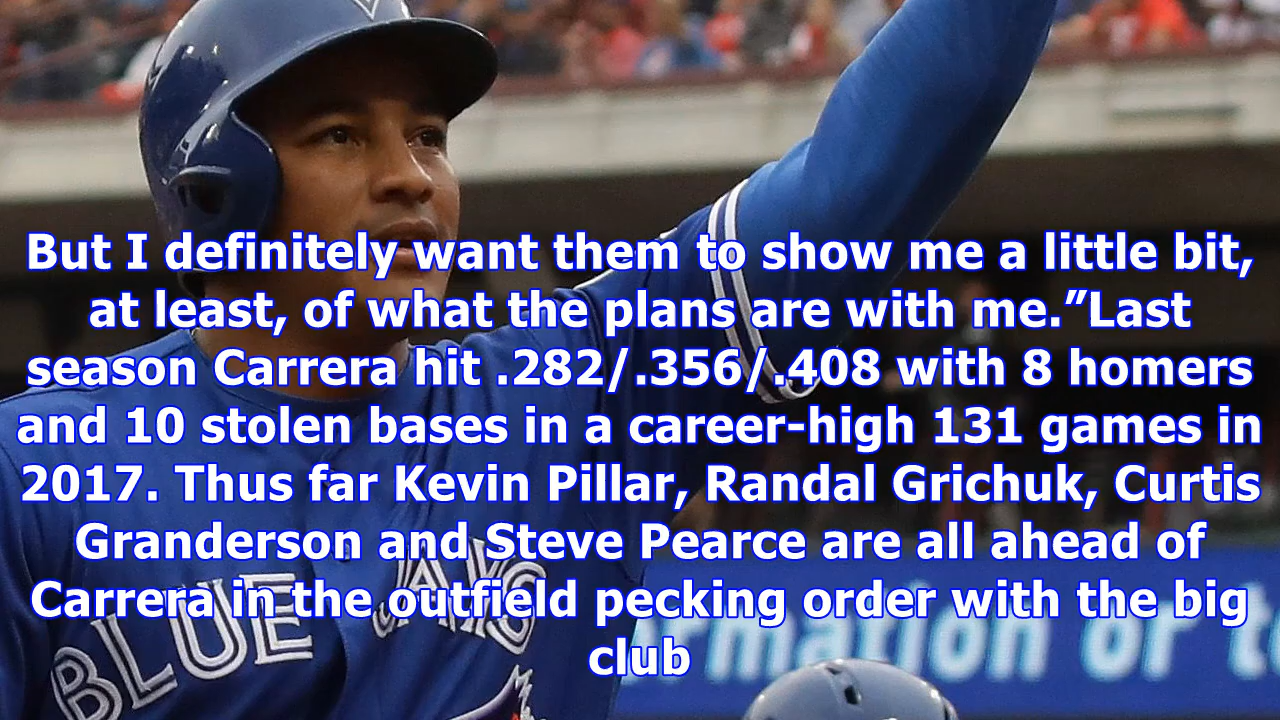 But I definitely want them to show me a little bit,
at least, of what the plans are with me.”Last
season Carrera hit .282/.356/.408 with 8 homers
and 10 stolen bases in a career-high 131 games in
2017. Thus far Kevin Pillar, Randal Grichuk, Curtis
Granderson and Steve Pearce are all ahead of
Carrera in the outfield pecking order with the big
club
BLUE JAYS
rmation or t